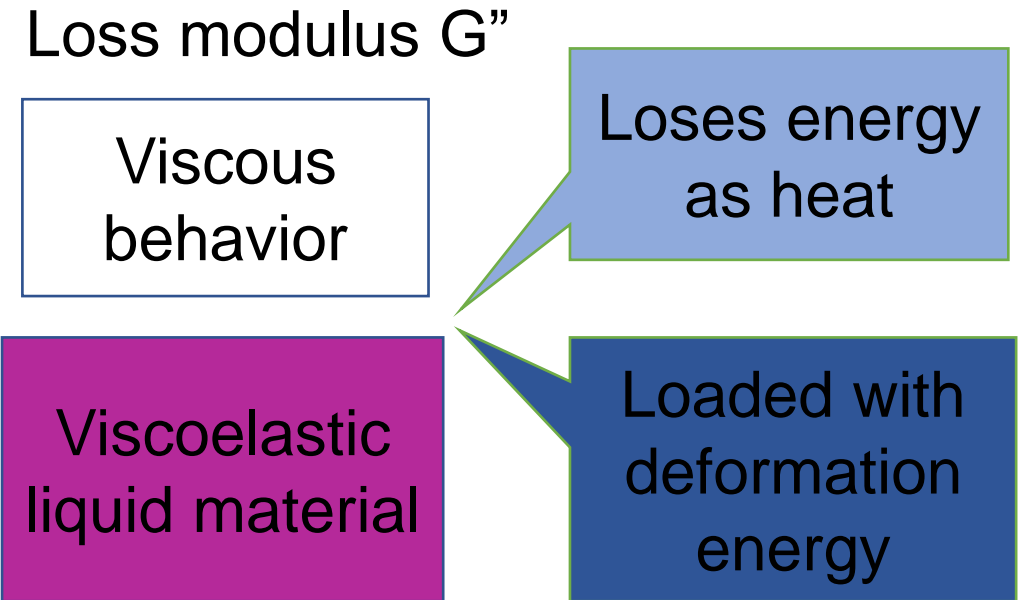 Loss modulus G”
Viscous
behavior
Loses energy
as heat
Viscoelastic
liquid material
Loaded with
deformation
energy